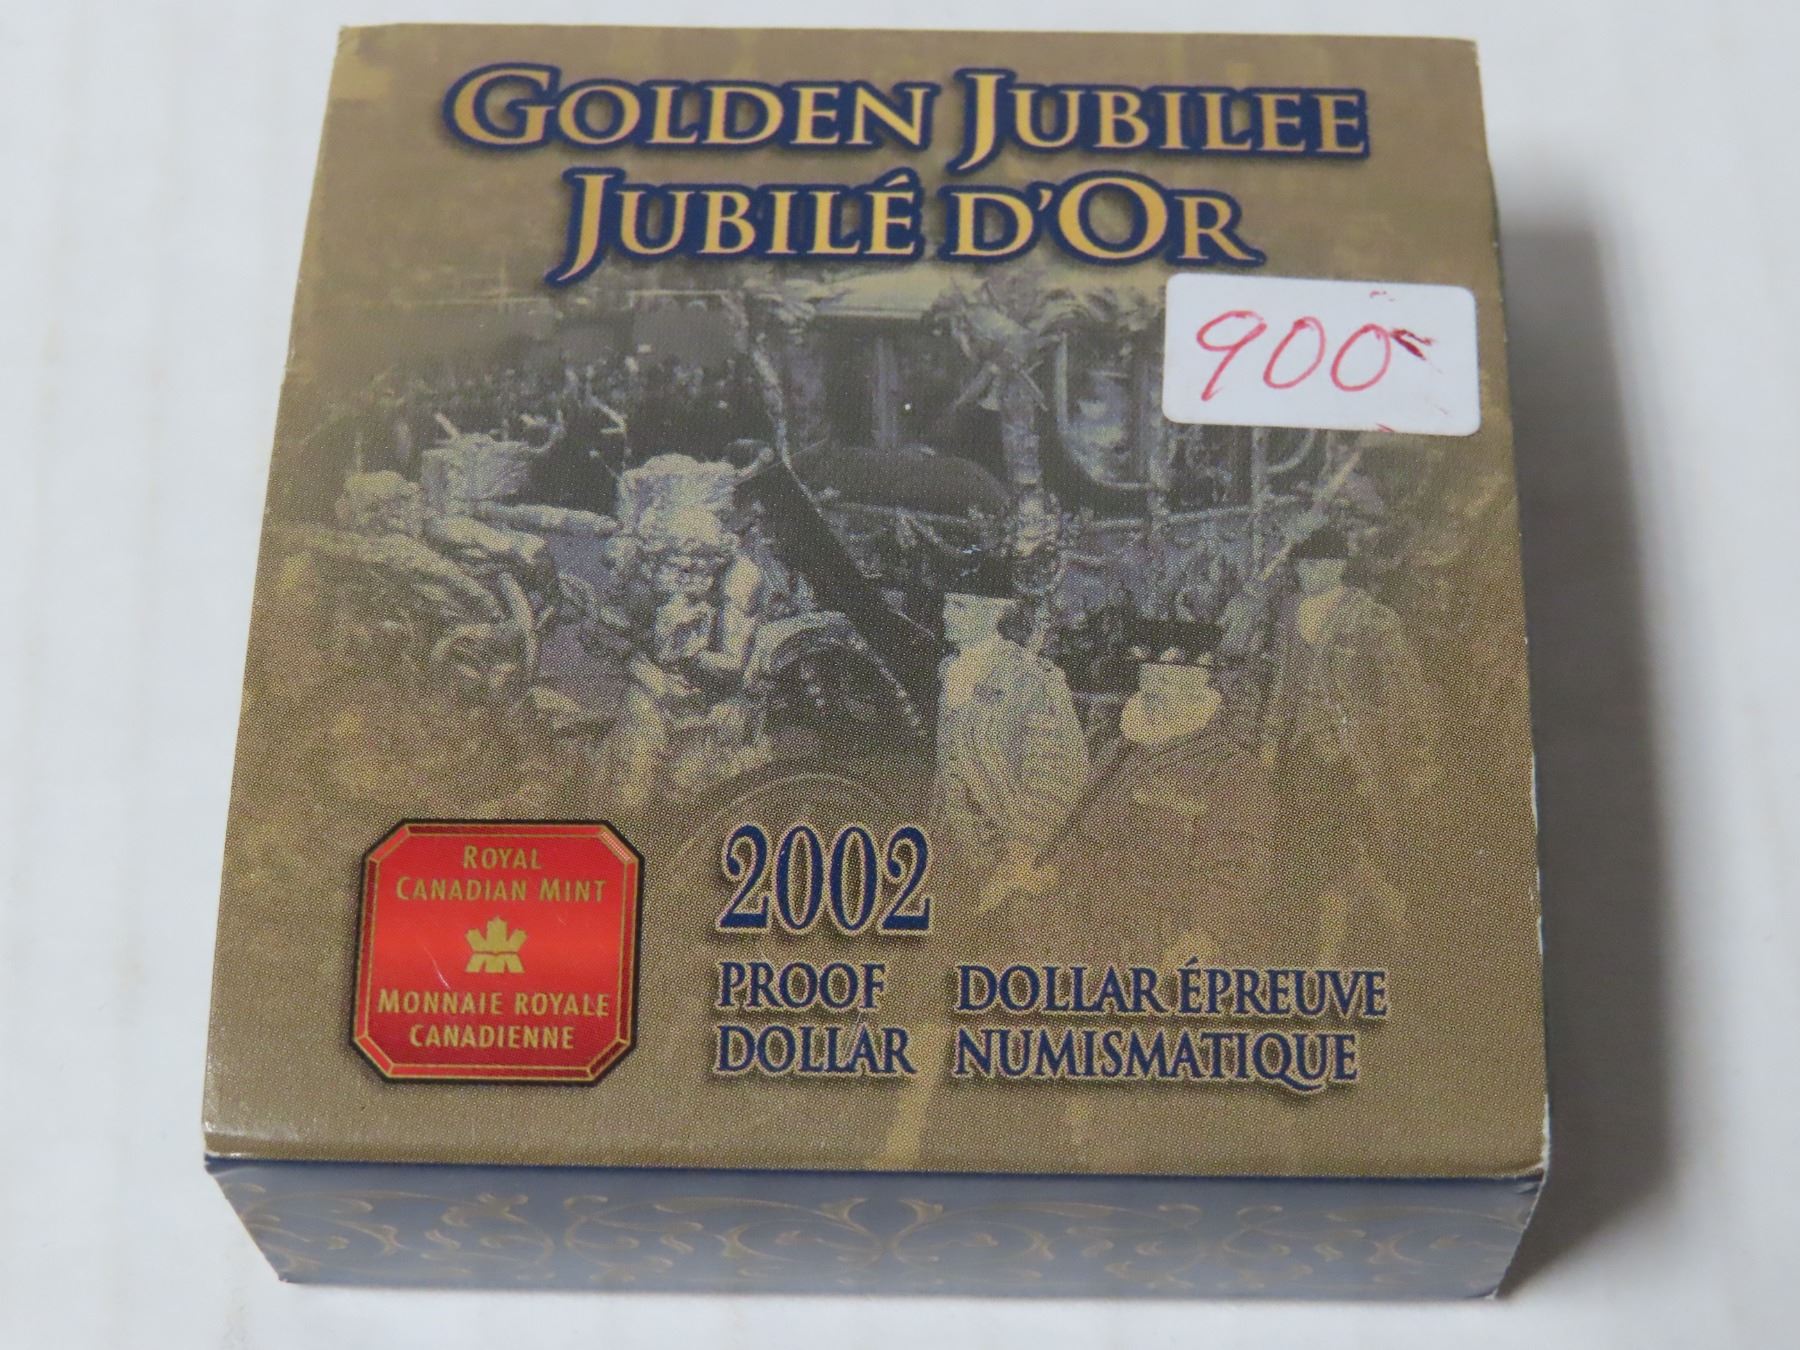 GOLDEN JUBILEE
JUBILÉ D'OR
900
ROYAL
CANADIAN MINT
MONNAIE ROYALE
CANADIENNE
2002
PROOF
DOLLAR
DOLLAR ÉPREUVE
NUMISMATIQUE